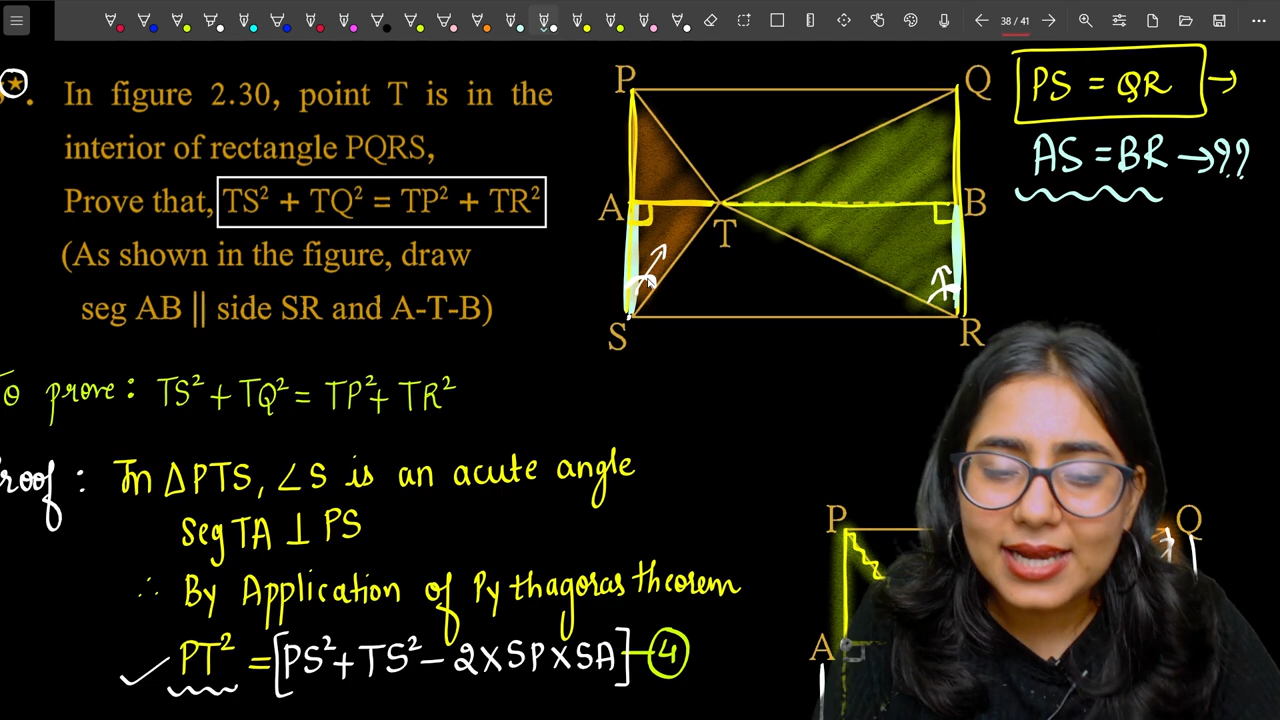 38 / 41
In figure 2.30, point T is in the
interior of rectangle PQRS,
Prove that, TS² + TQ² = TP² + TR²
(As shown in the figure, draw
seg AB || side SR and A-T-B)
P
Q
A
T
B
S
R
PS = QR →
AS = BR → ??
To prove : TS² + TQ² = TP² + TR²
Proof : In ΔPTS, ∠S is an acute angle
Seg TA ⊥ PS
∴ By Application of Pythagoras theorem
PT² = [PS² + TS² - 2×SP×SA] - 4
P
Q
A